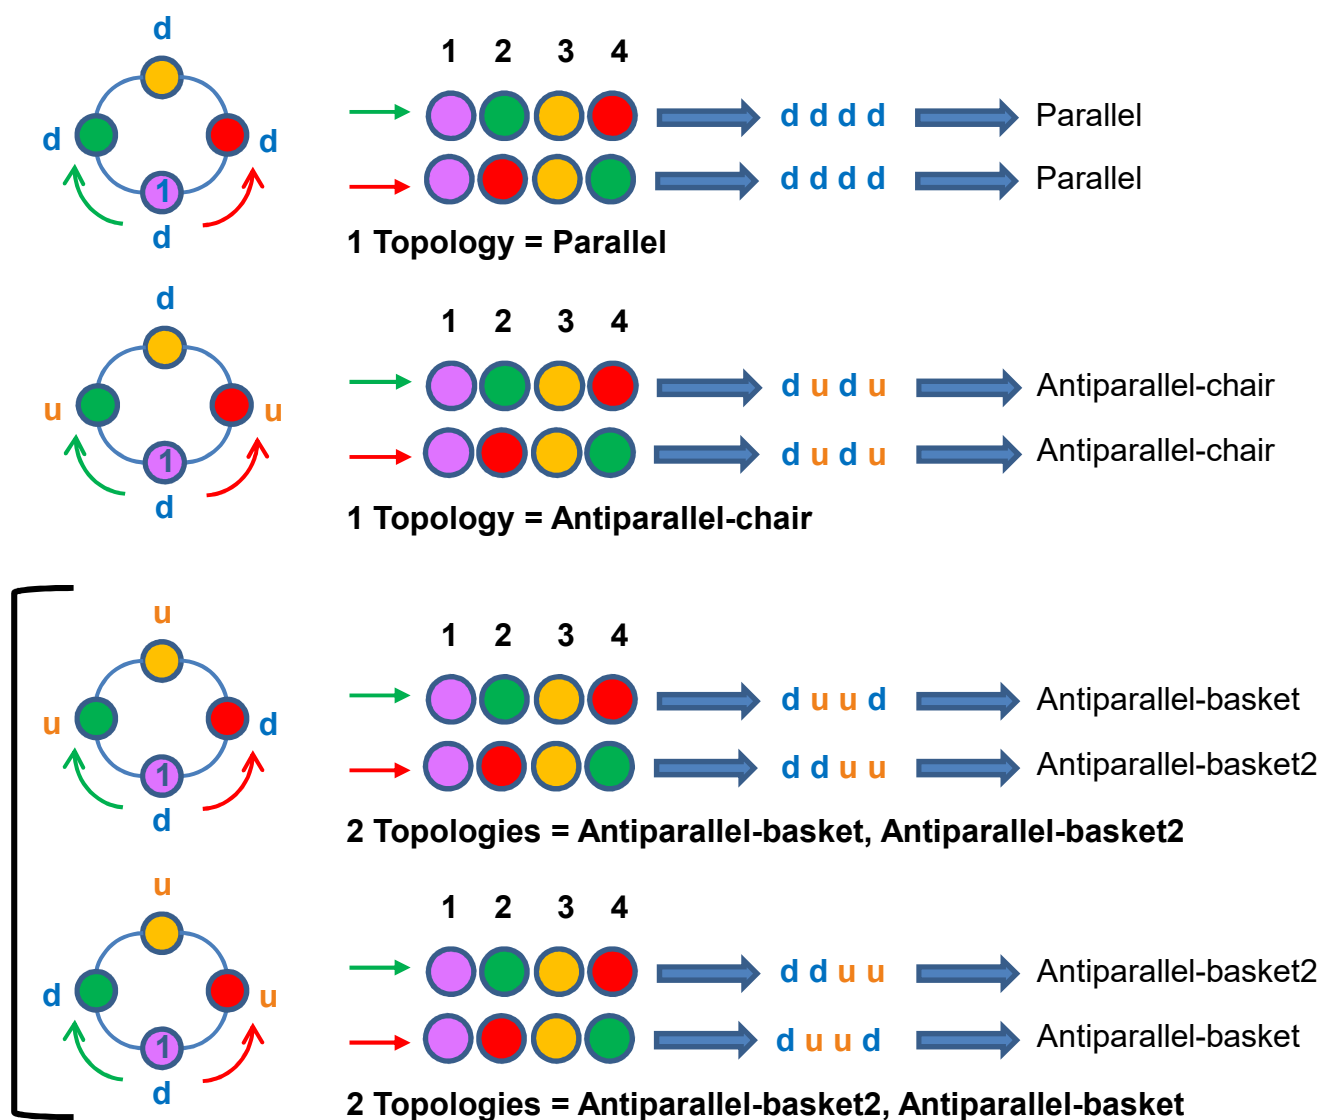 d
1 2 3 4
d d d d Parallel
d d
1
d d d d Parallel
d
1 Topology = Parallel
d
1 2 3 4
d u d u Antiparallel-chair
u u
1
d u d u Antiparallel-chair
d
1 Topology = Antiparallel-chair
u
1 2 3 4
d u u d Antiparallel-basket
u d
1
d d u u Antiparallel-basket2
d
2 Topologies = Antiparallel-basket, Antiparallel-basket2
u
1 2 3 4
d d u u Antiparallel-basket2
d u
1
d u u d Antiparallel-basket
d
2 Topologies = Antiparallel-basket2, Antiparallel-basket